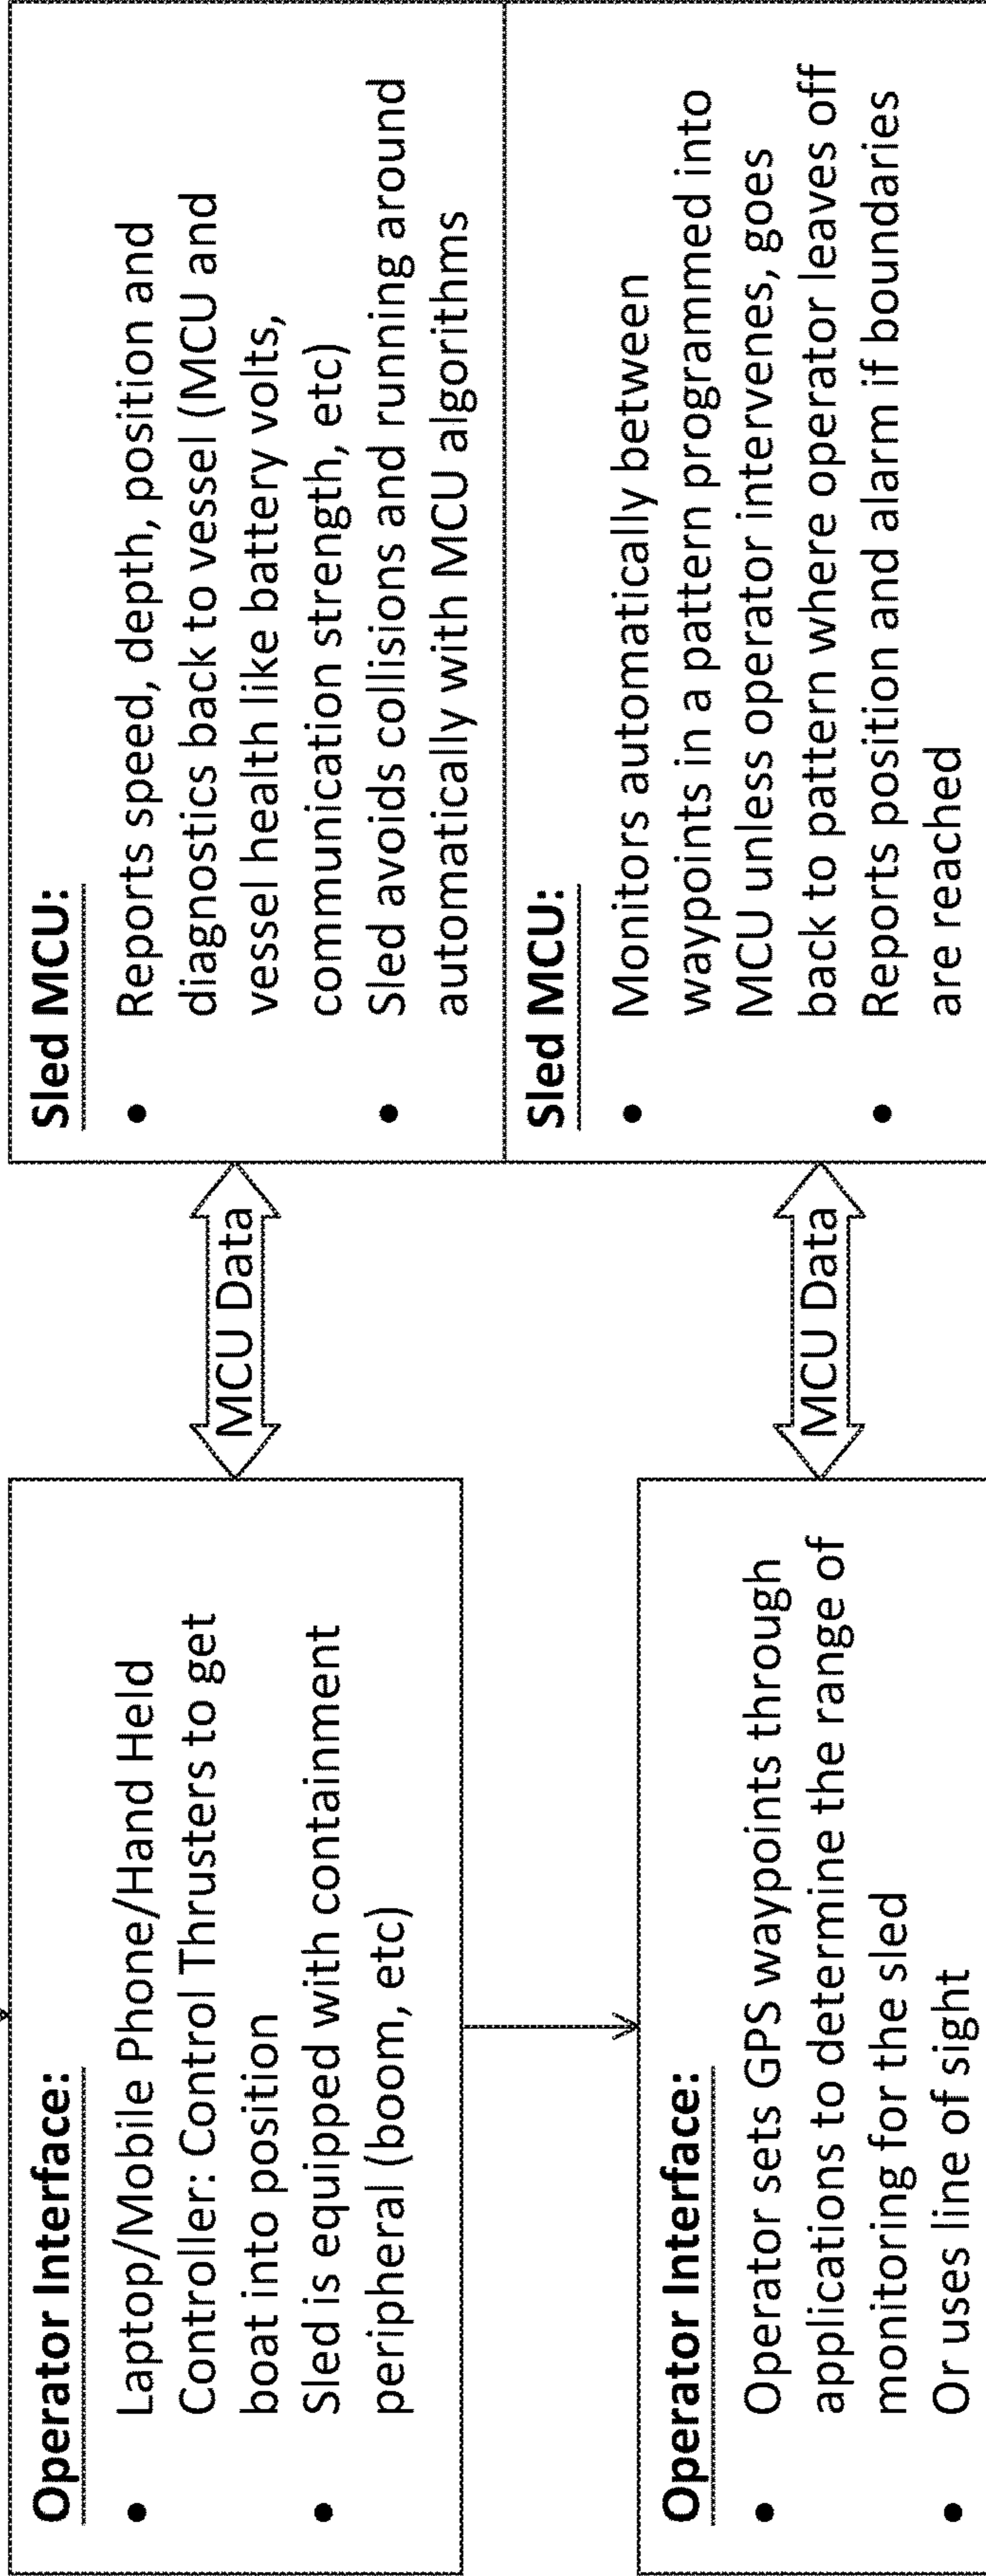 Operator Interface:
• Laptop/Mobile Phone/Hand Held
Controller: Control Thrusters to get
boat into position
• Sled is equipped with containment
peripheral (boom, etc)
MCU Data
Sled MCU:
• Reports speed, depth, position and
diagnostics back to vessel (MCU and
vessel health like battery volts,
communication strength, etc)
• Sled avoids collisions and running around
automatically with MCU algorithms
Operator Interface:
• Operator sets GPS waypoints through
applications to determine the range of
monitoring for the sled
• Or uses line of sight
MCU Data
Sled MCU:
• Monitors automatically between
waypoints in a pattern programmed into
MCU unless operator intervenes, goes
back to pattern where operator leaves off
• Reports position and alarm if boundaries
are reached